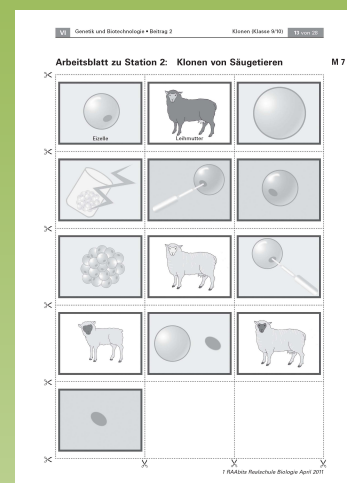 VI Genetik und Biotechnologie • Beitrag 2 Klonen (Klasse 9/10) 13 von 28
Arbeitsblatt zu Station 2: Klonen von Säugetieren M 7
Eizelle Leihmutter
1 RAAbits Realschule Biologie April 2011